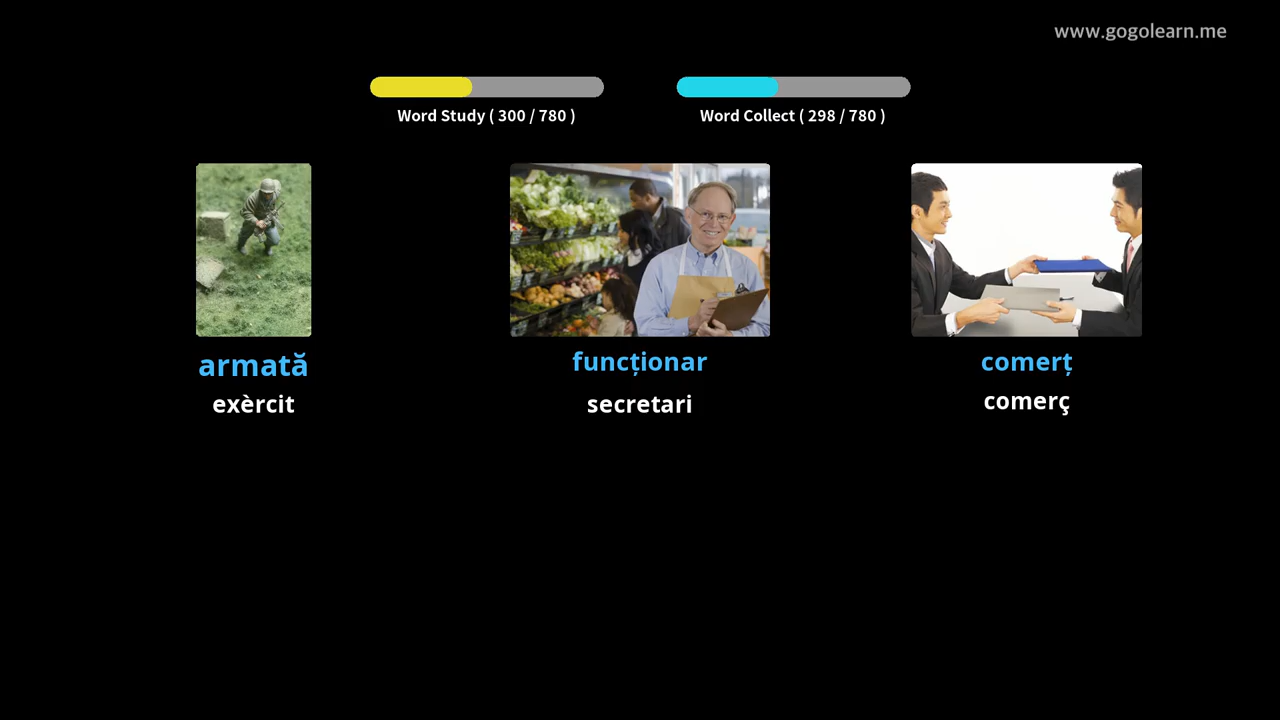 www.gogolearn.me
Word Study ( 300 / 780 )
Word Collect ( 298 / 780 )
armată
funcționar
comerț
exèrcit
secretari
comerç